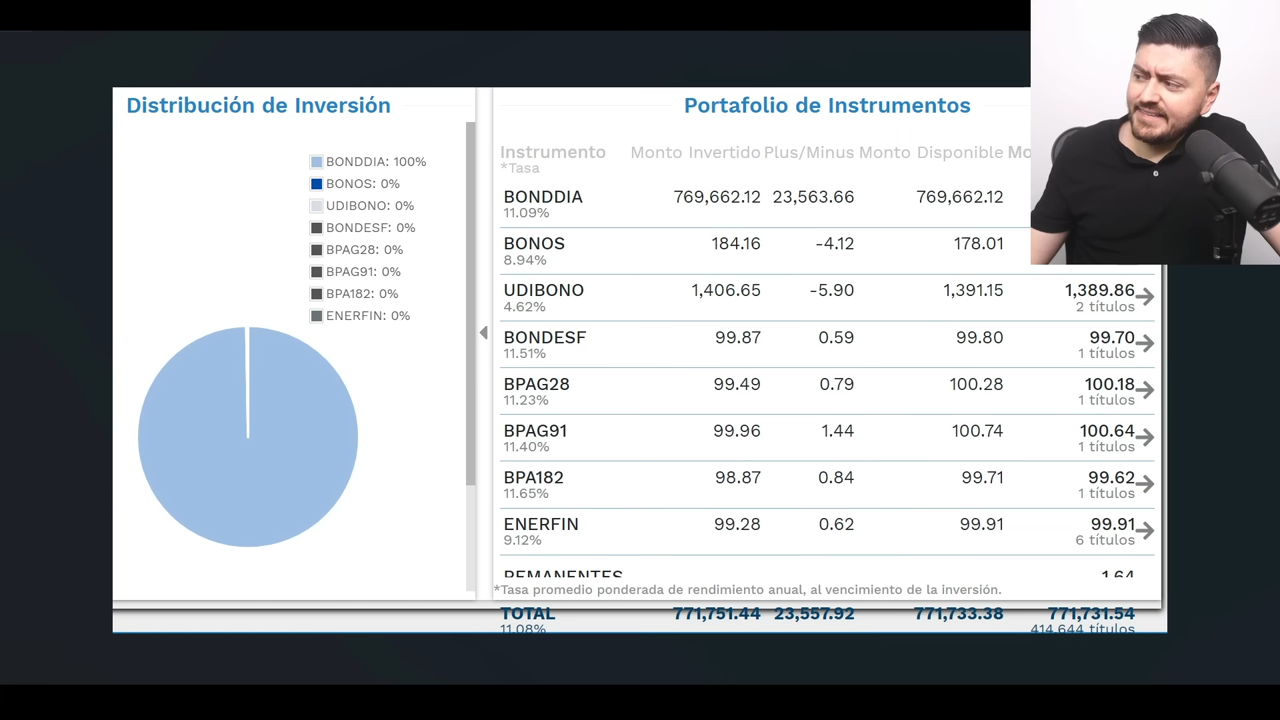 Distribución de Inversión
BONDDIA: 100%
BONOS: 0%
UDIBONO: 0%
BONDESF: 0%
BPAG28: 0%
BPAG91: 0%
BPA182: 0%
ENERFIN: 0%
Portafolio de Instrumentos
Instrumento Monto Invertido Plus/Minus Monto Disponible Mo
*Tasa
BONDDIA 769,662.12 23,563.66 769,662.12
11.09%
BONOS 184.16 -4.12 178.01
8.94%
UDIBONO 1,406.65 -5.90 1,391.15 1,389.86
4.62% 2 títulos
BONDESF 99.87 0.59 99.80 99.70
11.51% 1 títulos
BPAG28 99.49 0.79 100.28 100.18
11.23% 1 títulos
BPAG91 99.96 1.44 100.74 100.64
11.40% 1 títulos
BPA182 98.87 0.84 99.71 99.62
11.65% 1 títulos
ENERFIN 99.28 0.62 99.91 99.91
9.12% 6 títulos
REMANENTES 1.64
*Tasa promedio ponderada de rendimiento anual, al vencimiento de la inversión.
TOTAL 771,751.44 23,557.92 771,733.38 771,731.54
11.08% 414,644 títulos